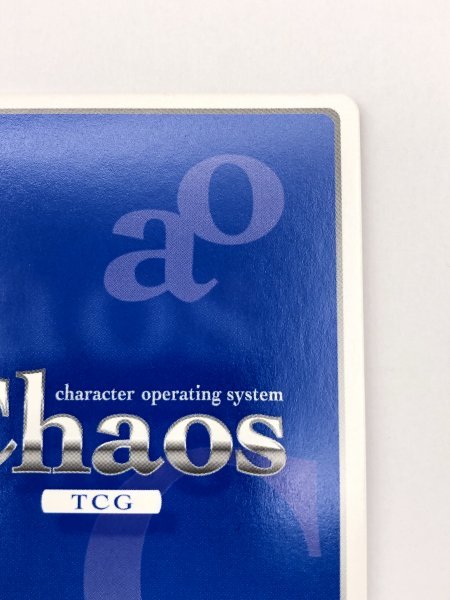 ao
character operating system
Chaos
TCG
C